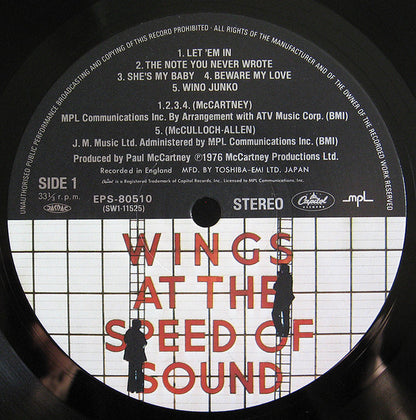 UNAUTHORISED PUBLIC PERFORMANCE BROADCASTING AND COPYING OF THIS RECORD PROHIBITED · ALL RIGHTS OF THE MANUFACTURER AND OF THE OWNER OF THE RECORDED WORK RESERVED
1. LET 'EM IN
2. THE NOTE YOU NEVER WROTE
3. SHE'S MY BABY 4. BEWARE MY LOVE
5. WINO JUNKO
1.2.3.4. (McCARTNEY)
MPL Communications Inc. By Arrangement with ATV Music Corp. (BMI)
5. (McCULLOCH-ALLEN)
J. M. Music Ltd. Administered by MPL Communications Inc. (BMI)
Produced by Paul McCartney ℗1976 McCartney Productions Ltd.
Recorded in England MFD. BY TOSHIBA-EMI LTD. JAPAN
Capitol is a Registered Trademark of Capitol Records, Inc. Licensed to MPL Communications, Inc.
SIDE 1
33⅓ r.p.m.
EPS-80510
(SW1-11525)
STEREO
Capitol
RECORDS
mpl
WINGS
AT THE
SPEED OF
SOUND